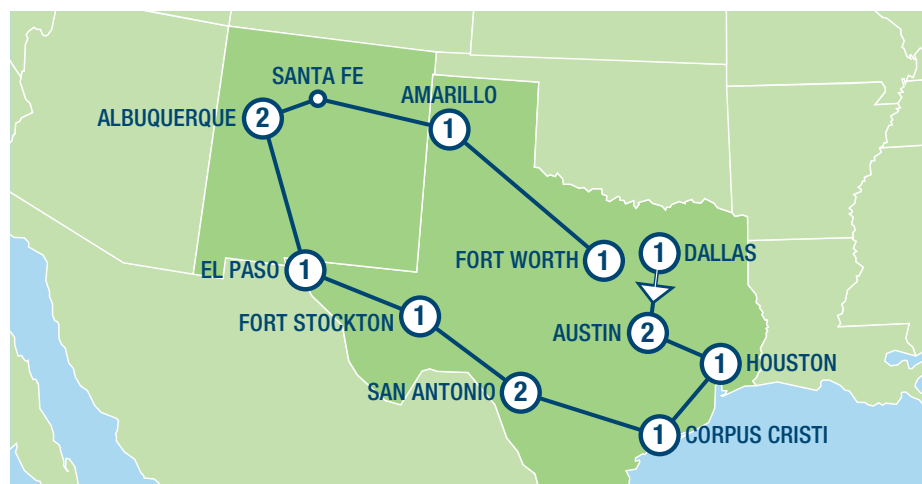 SANTA FE
AMARILLO
ALBUQUERQUE 2
1
FORT WORTH 1
1 DALLAS
EL PASO 1
FORT STOCKTON 1
AUSTIN 2
1 HOUSTON
SAN ANTONIO 2
1 CORPUS CRISTI